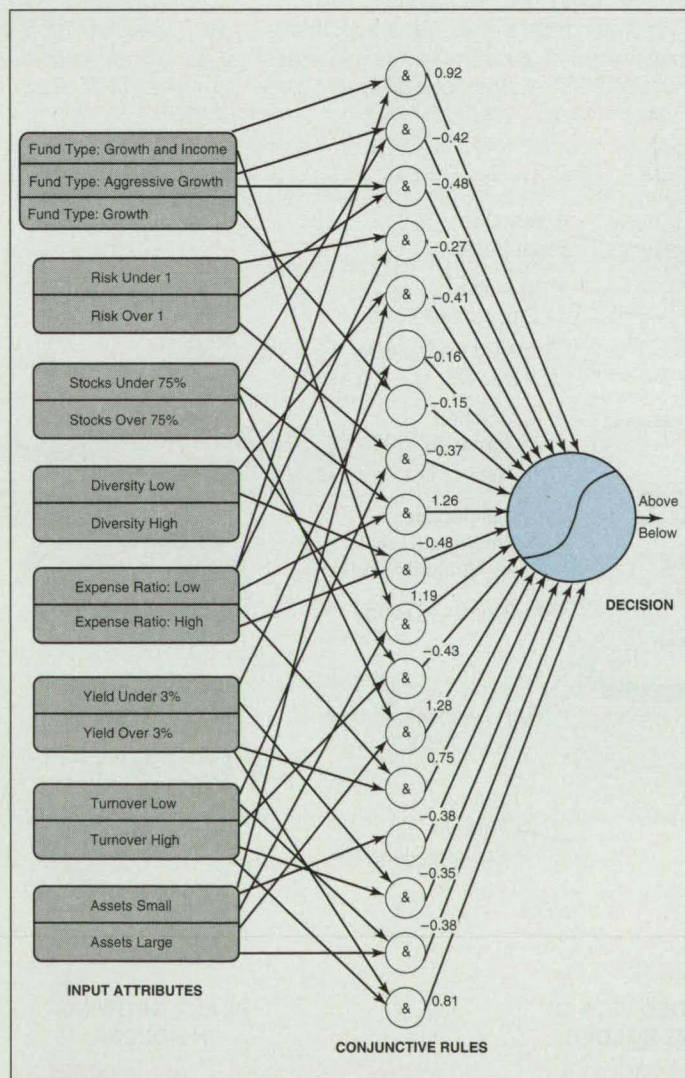 &
0.92
&
-0.42
Fund Type: Growth and Income
Fund Type: Aggressive Growth
Fund Type: Growth
&
-0.48
&
-0.27
Risk Under 1
Risk Over 1
&
-0.41
-0.16
Stocks Under 75%
Stocks Over 75%
-0.15
&
-0.37
Diversity Low
Diversity High
&
1.26
Above
Below
&
-0.48
Expense Ratio: Low
Expense Ratio: High
&
1.19
DECISION
&
-0.43
Yield Under 3%
Yield Over 3%
&
1.28
&
0.75
Turnover Low
Turnover High
-0.38
&
-0.35
Assets Small
Assets Large
&
-0.38
INPUT ATTRIBUTES
&
0.81
CONJUNCTIVE RULES